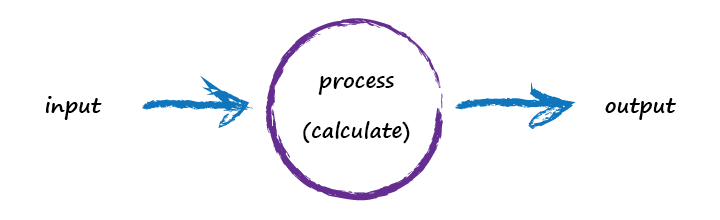 input
process
(calculate)
output